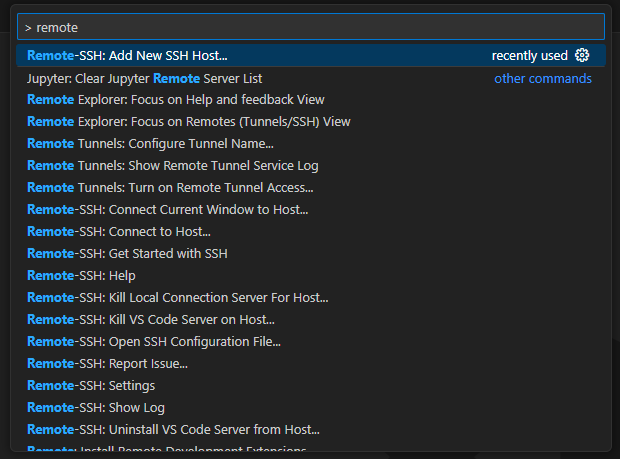 > remote
Remote-SSH: Add New SSH Host... recently used
Jupyter: Clear Jupyter Remote Server List other commands
Remote Explorer: Focus on Help and feedback View
Remote Explorer: Focus on Remotes (Tunnels/SSH) View
Remote Tunnels: Configure Tunnel Name...
Remote Tunnels: Show Remote Tunnel Service Log
Remote Tunnels: Turn on Remote Tunnel Access...
Remote-SSH: Connect Current Window to Host...
Remote-SSH: Connect to Host...
Remote-SSH: Get Started with SSH
Remote-SSH: Help
Remote-SSH: Kill Local Connection Server For Host...
Remote-SSH: Kill VS Code Server on Host...
Remote-SSH: Open SSH Configuration File...
Remote-SSH: Report Issue...
Remote-SSH: Settings
Remote-SSH: Show Log
Remote-SSH: Uninstall VS Code Server from Host...
Remote: Install Remote Development Extensions